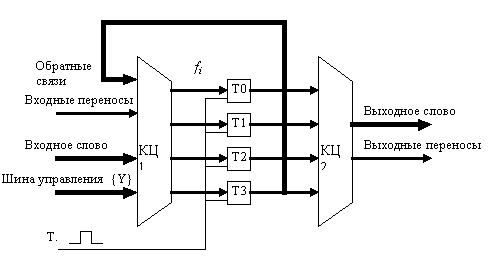 Обратные
связи
fi
Входные переносы
T0
T1
Выходное слово
Входное слово
КЦ
1
T2
КЦ
2
Выходные переносы
Шина управления {Y}
T3
T.